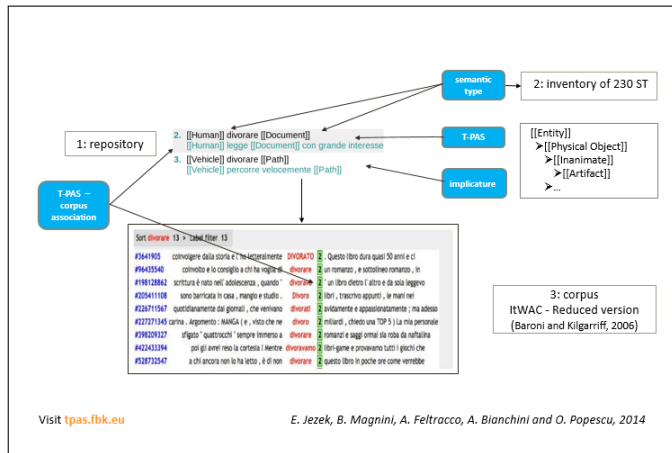 semantic
type
2: inventory of 230 ST
1: repository
2. [[Human]] divorare [[Document]]
[[Human]] legge [[Document]] con grande interesse
3. [[Vehicle]] divorare [[Path]]
[[Vehicle]] percorre velocemente [[Path]]
T-PAS
implicature
[[Entity]]
[[Physical Object]]
[[Inanimate]]
[[Artifact]]
...
T-PAS –
corpus
association
Sort divorare 13 > Label filter 13
#3641905 coinvolgere dalla storia e l ho letteralmente DIVORATO 2 . Questo libro dura quasi 50 anni e ci
#96435540 coinvolto e lo consiglio a chi ha voglia di divorare 2 un romanzo , e sottolineo romanzo , in
#198128862 scrittura è nato nell' adolescenza , quando divoravo 2 un libro dietro l' altro e da sola leggevo
#205411108 sono barricata in casa , mangio e studio . Divoro 2 libri , trascrivo appunti , le mani nei
#226711567 quotidianamente dai giornali , che venivano divorati 2 avidamente e appassionatamente ; ma adesso
#227271345 carina . Argomento : MANGA ( e , visto che ne divoro 2 miliardi , chiedo una TOP 5 ) La mia personale
#398209327 sfigato " quattrocchi " sempre immerso a divorare 2 romanzi e saggi ormai sia roba da naftalina
#422433394 poi gli avrei reso la cortesia ! Mentre divoravamo 2 libri-game e provavamo tutti i giochi che
#528732547 a chi ancora non lo ha letto , è di non divorare 2 questo libro in poche ore come verrebbe
3: corpus
ItWAC - Reduced version
(Baroni and Kilgarriff, 2006)
Visit tpas.fbk.eu
E. Jezek, B. Magnini, A. Feltracco, A. Bianchini and O. Popescu, 2014